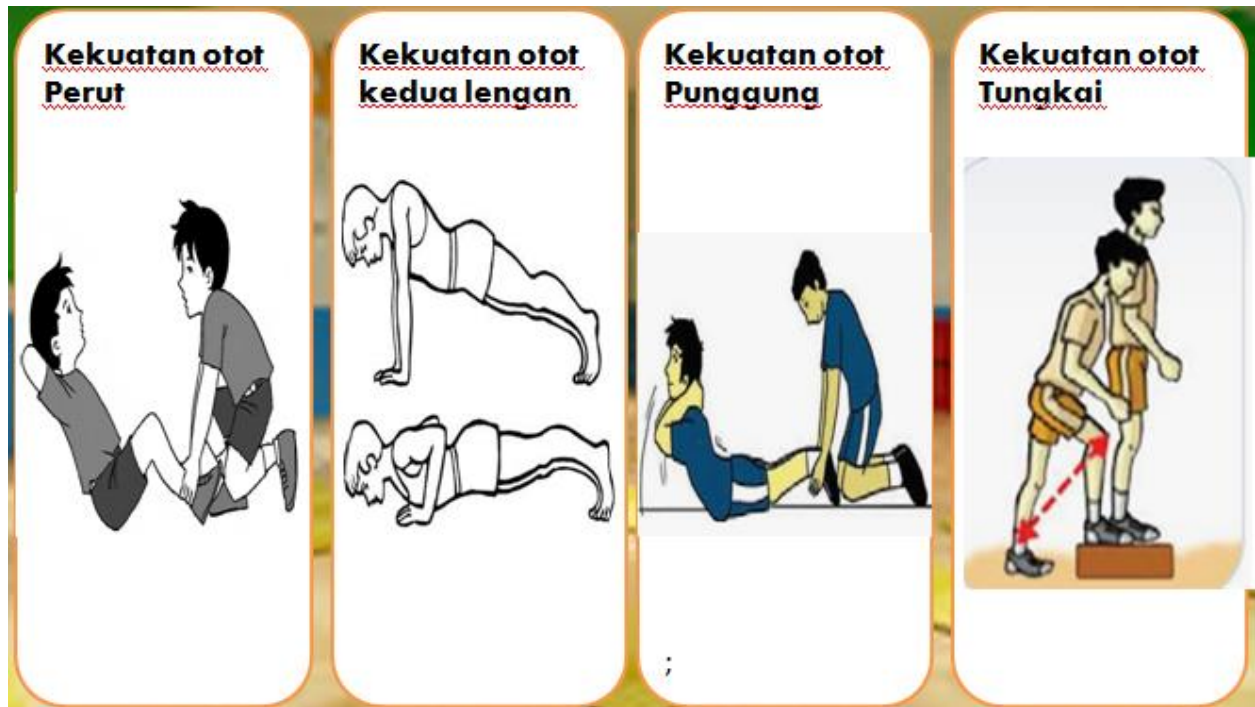 Kekuatan otot
Perut
Kekuatan otot
kedua lengan
Kekuatan otot
Punggung
;
Kekuatan otot
Tungkai